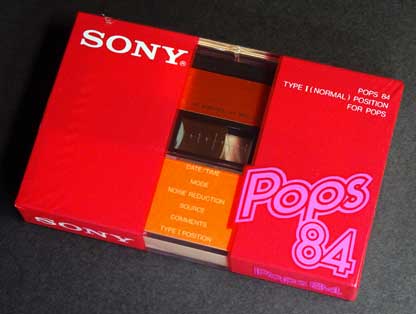 SONY®
POPS 84
TYPE I (NORMAL) POSITION
FOR POPS
DATE/TIME
MODE
NOISE REDUCTION
SOURCE
COMMENTS
TYPE I POSITION
Pops
84
SONY
Pops 84